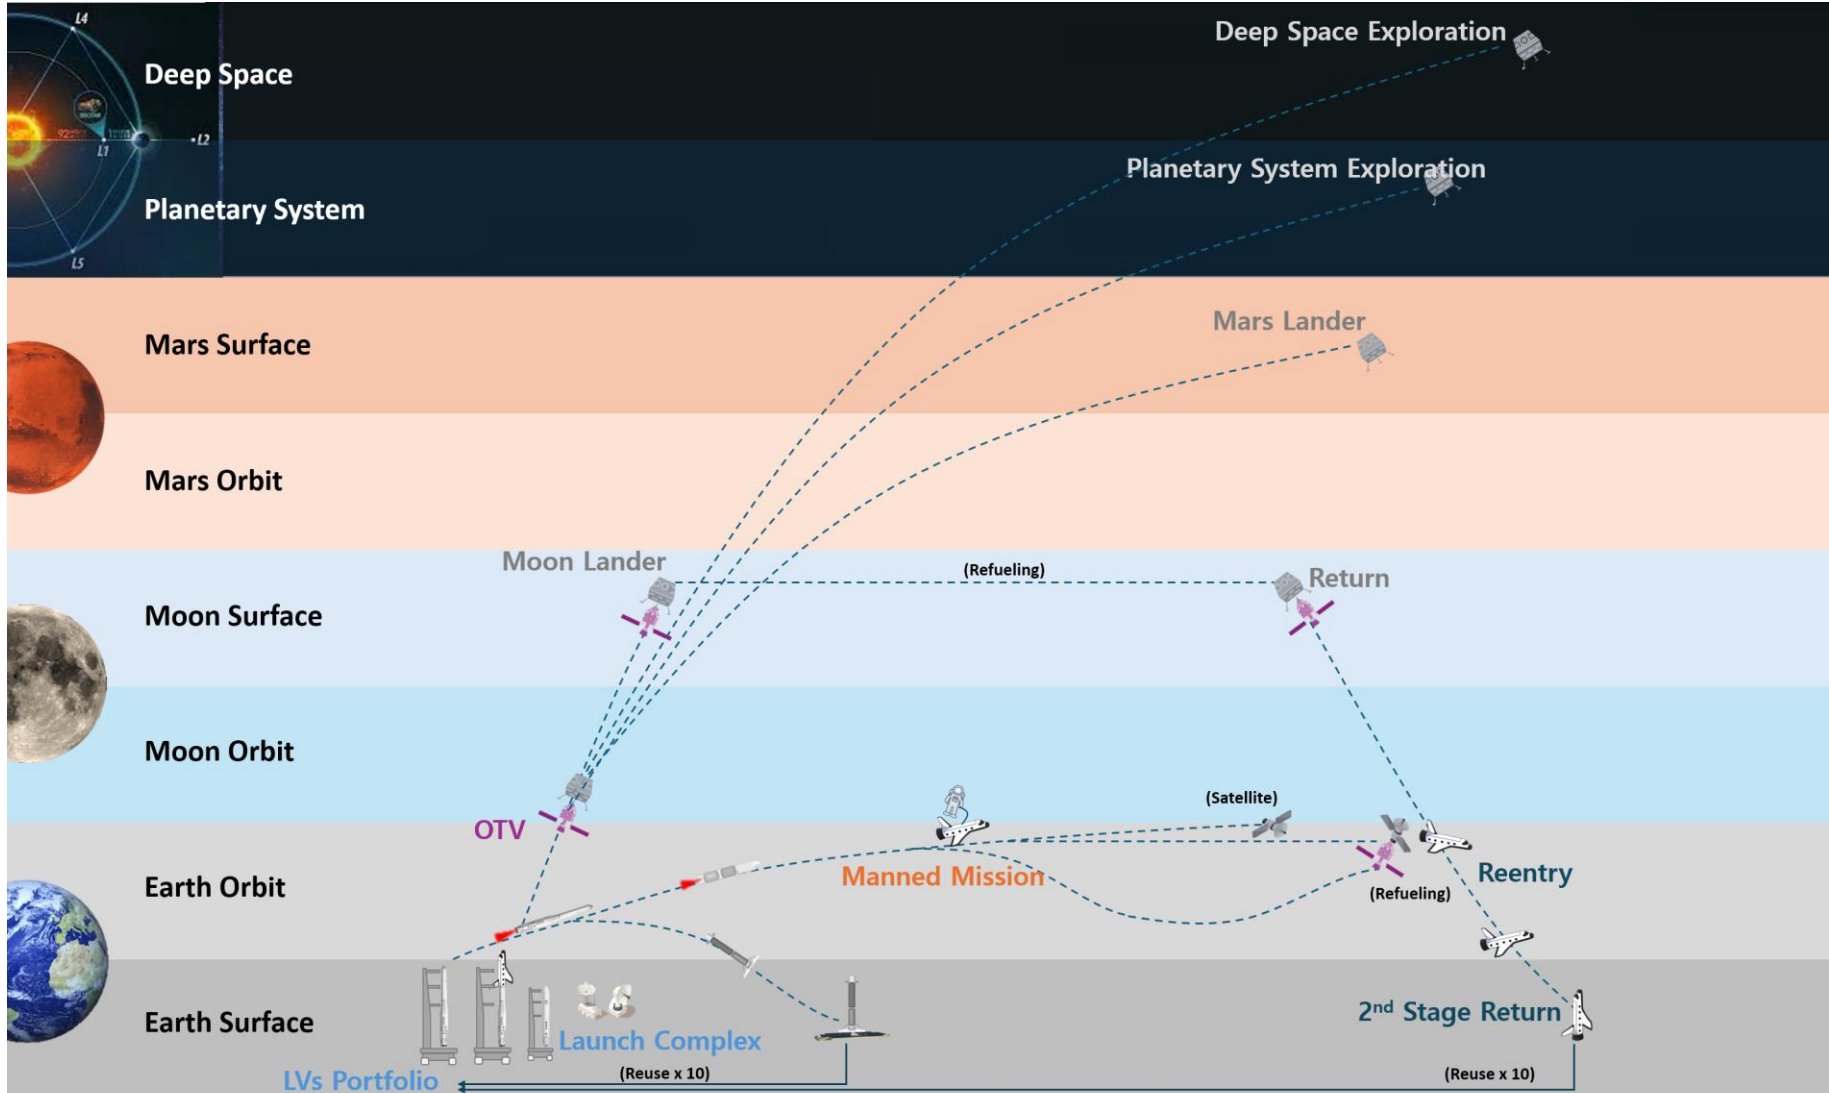 L4
Deep Space Exploration
Deep Space
L1
L2
Planetary System Exploration
Planetary System
L5
Mars Lander
Mars Surface
Mars Orbit
Moon Lander
(Refueling)
Return
Moon Surface
Moon Orbit
(Satellite)
OTV
Manned Mission
Reentry
Earth Orbit
(Refueling)
2nd Stage Return
Earth Surface
Launch Complex
LVs Portfolio
(Reuse x 10)
(Reuse x 10)